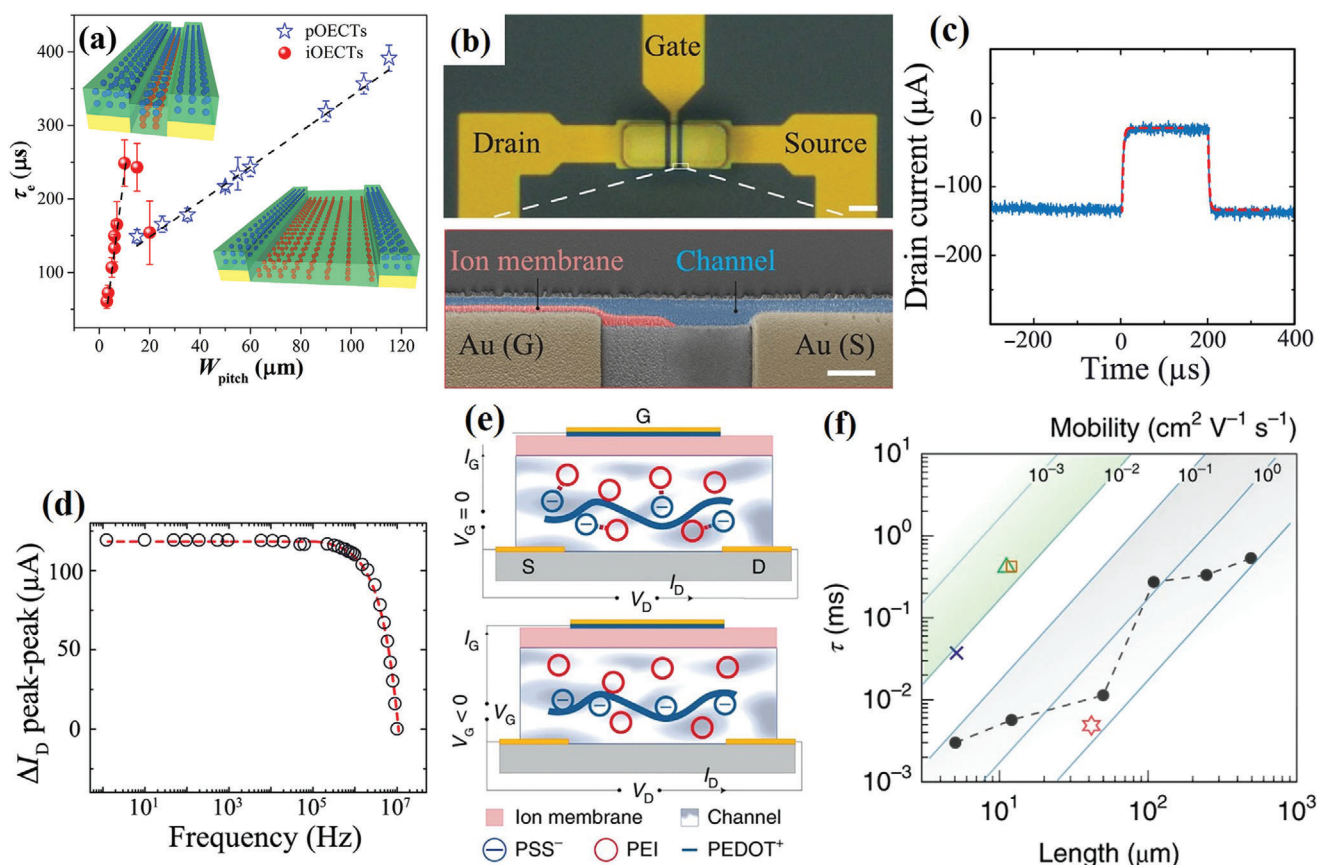 (a)
pOECTs
iOECTs
400
300
200
100
τe (μs)
0 20 40 60 80 100 120
Wpitch (μm)
(b)
Gate
Drain
Source
Ion membrane
Channel
Au (G)
Au (S)
(c)
0
−100
−200
Drain current (μA)
−200 0 200 400
Time (μs)
(d)
100
50
0
ΔID peak-peak (μA)
10¹ 10³ 10⁵ 10⁷
Frequency (Hz)
(e)
G
IG
VG = 0
S
D
ID
VD
IG
VG < 0
VG
ID
VD
Ion membrane
Channel
PSS⁻
PEI
PEDOT⁺
(f)
Mobility (cm² V⁻¹ s⁻¹)
10⁻³ 10⁻² 10⁻¹ 10⁰
10¹
10⁰
10⁻¹
10⁻²
10⁻³
τ (ms)
10¹ 10² 10³
Length (μm)